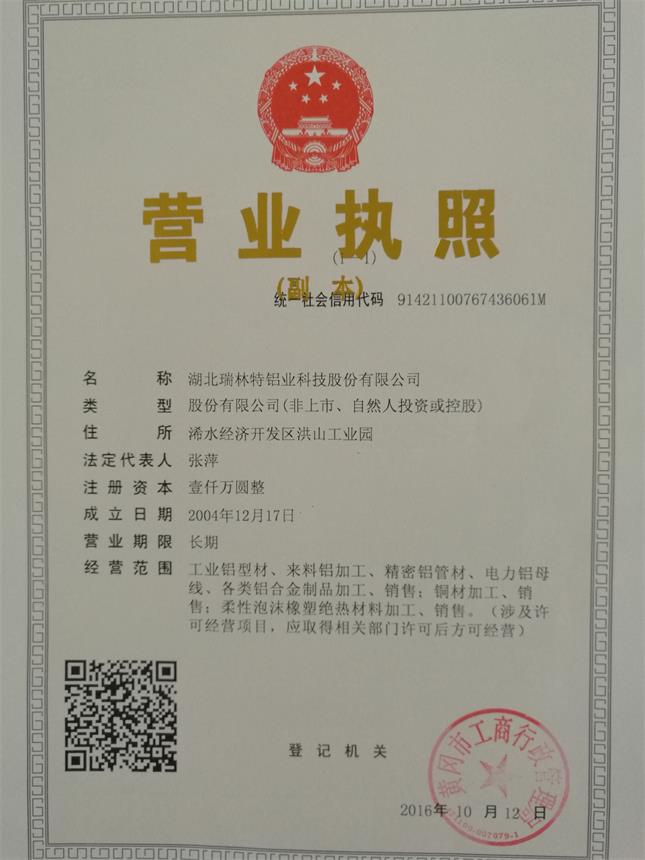 营业执照
(1-1)
(副本)
统一社会信用代码 91421100767436061M
名称 湖北瑞林特铝业科技股份有限公司
类型 股份有限公司(非上市、自然人投资或控股)
住所 浠水经济开发区洪山工业园
法定代表人 张萍
注册资本 壹仟万圆整
成立日期 2004年12月17日
营业期限 长期
经营范围 工业铝型材、来料铝加工、精密铝管材、电力铝母
线、各类铝合金制品加工、销售；铜材加工、销
售；柔性泡沫橡塑绝热材料加工、销售。（涉及许
可经营项目，应取得相关部门许可后方可经营）
登记机关
黄冈市工商行政管理局
2016年10月12日